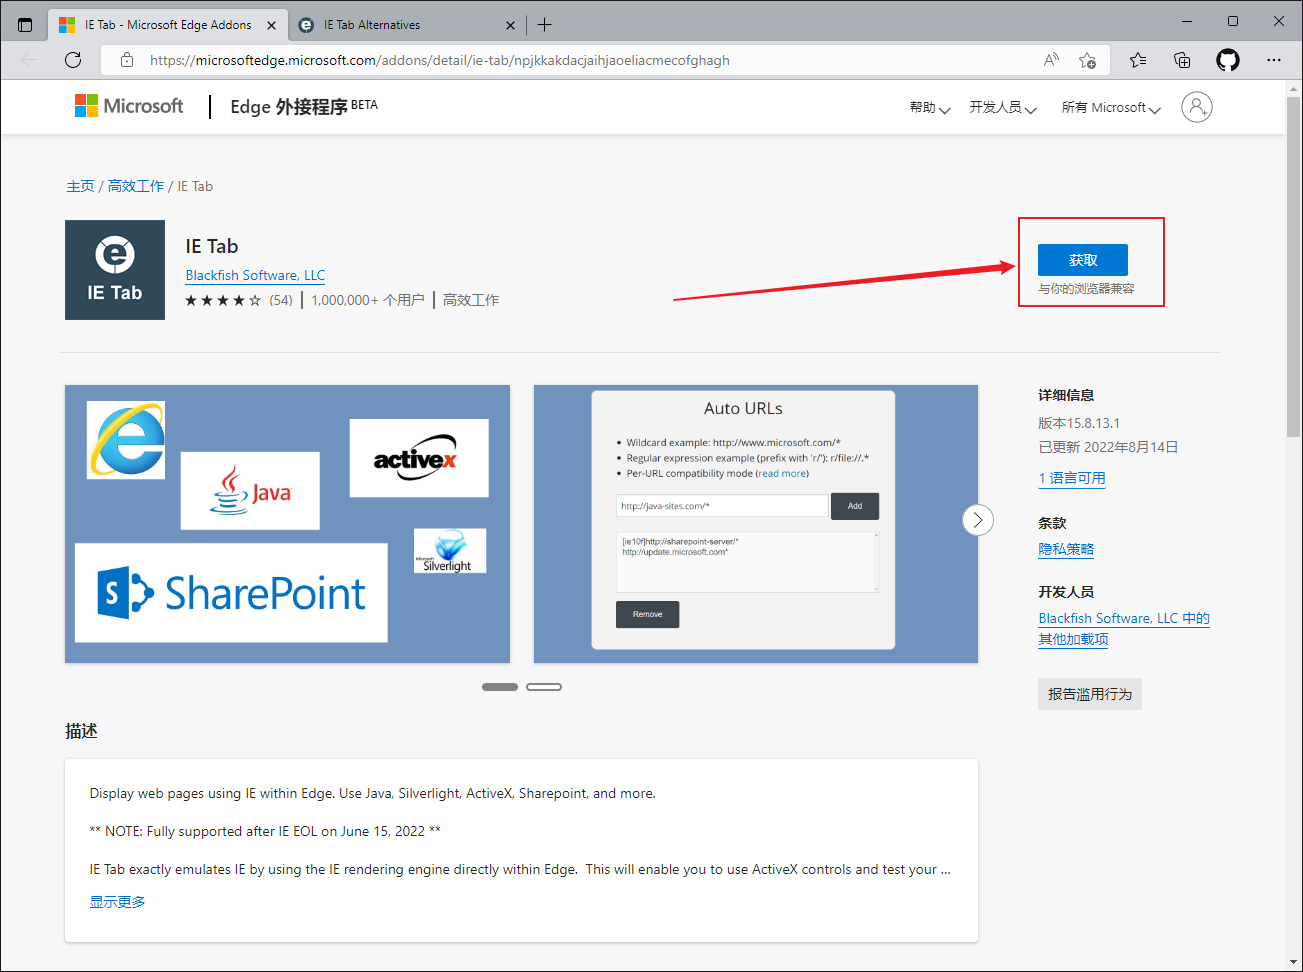 IE Tab - Microsoft Edge Addons
IE Tab Alternatives
https://microsoftedge.microsoft.com/addons/detail/ie-tab/npjkkakdacjaihjaoeliacmecofghagh
Microsoft
Edge 外接程序 BETA
帮助
开发人员
所有 Microsoft
主页 / 高效工作 / IE Tab
IE Tab
IE Tab
Blackfish Software, LLC
(54) | 1,000,000+ 个用户 | 高效工作
获取
与你的浏览器兼容
Java
activex
Microsoft
Silverlight
S SharePoint
Auto URLs
• Wildcard example: http://www.microsoft.com/*
• Regular expression example (prefix with 'r/'): r/file://.*
• Per-URL compatibility mode (read more)
http://java-sites.com/*
Add
[ie10f]http://sharepoint-server/*
http://update.microsoft.com*
Remove
详细信息
版本15.8.13.1
已更新 2022年8月14日
1 语言可用
条款
隐私策略
开发人员
Blackfish Software, LLC 中的
其他加载项
报告滥用行为
描述
Display web pages using IE within Edge. Use Java, Silverlight, ActiveX, Sharepoint, and more.
** NOTE: Fully supported after IE EOL on June 15, 2022 **
IE Tab exactly emulates IE by using the IE rendering engine directly within Edge.  This will enable you to use ActiveX controls and test your ...
显示更多